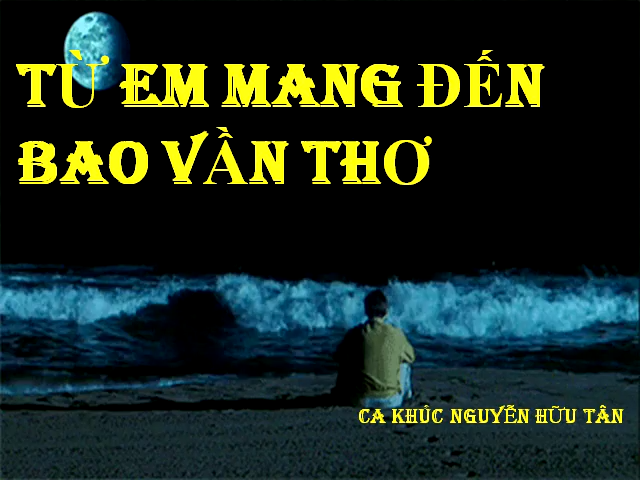 TỪ EM MANG ĐẾN
BAO VẦN THƠ
CA KHÚC NGUYỄN HỮU TÂN